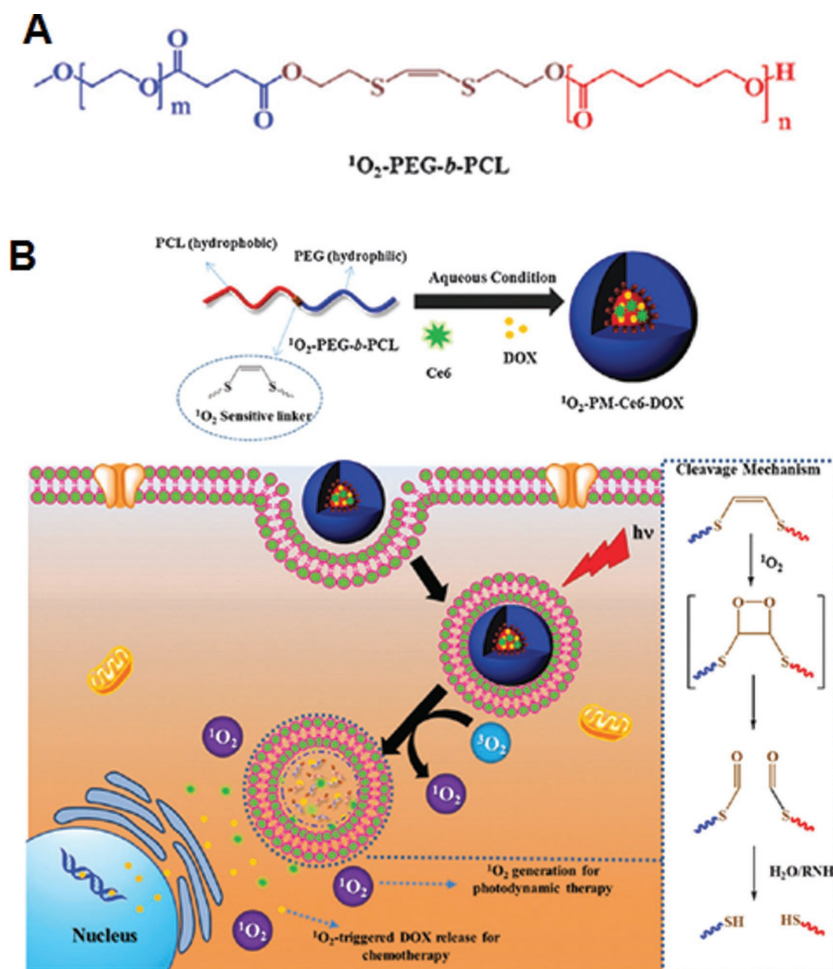 A
O
O
m
O
O
O
S
S
O
O
O
H
n
¹O₂-PEG-b-PCL
B
PCL (hydrophobic)
PEG (hydrophilic)
Aqueous Condition
¹O₂-PEG-b-PCL
Ce6
DOX
S
S
¹O₂ Sensitive linker
¹O₂-PM-Ce6-DOX
Cleavage Mechanism
hν
S
S
¹O₂
O
O
S
S
¹O₂
³O₂
¹O₂
O
O
S
S
¹O₂
¹O₂ generation for
photodynamic therapy
H₂O/RNH
¹O₂
¹O₂-triggered DOX release for
chemotherapy
Nucleus
SH
HS